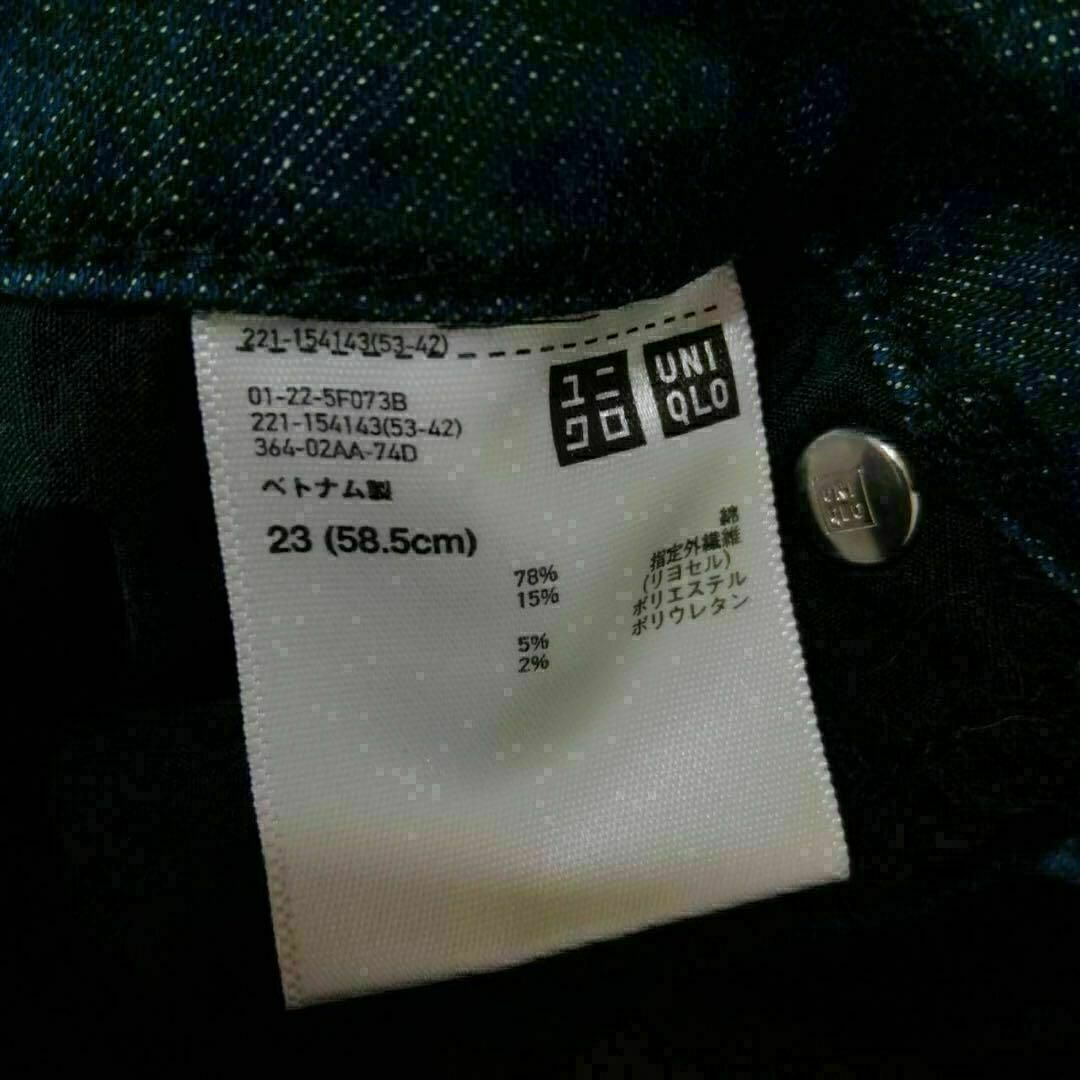 221-154143(53-42)
ユニ
クロ
UNI
QLO
01-22-5F073B
221-154143(53-42)
364-02AA-74D
ベトナム製
23 (58.5cm)
78% 綿
15% 指定外繊維
(リヨセル)
5% ポリエステル
2% ポリウレタン
UNI
QLO